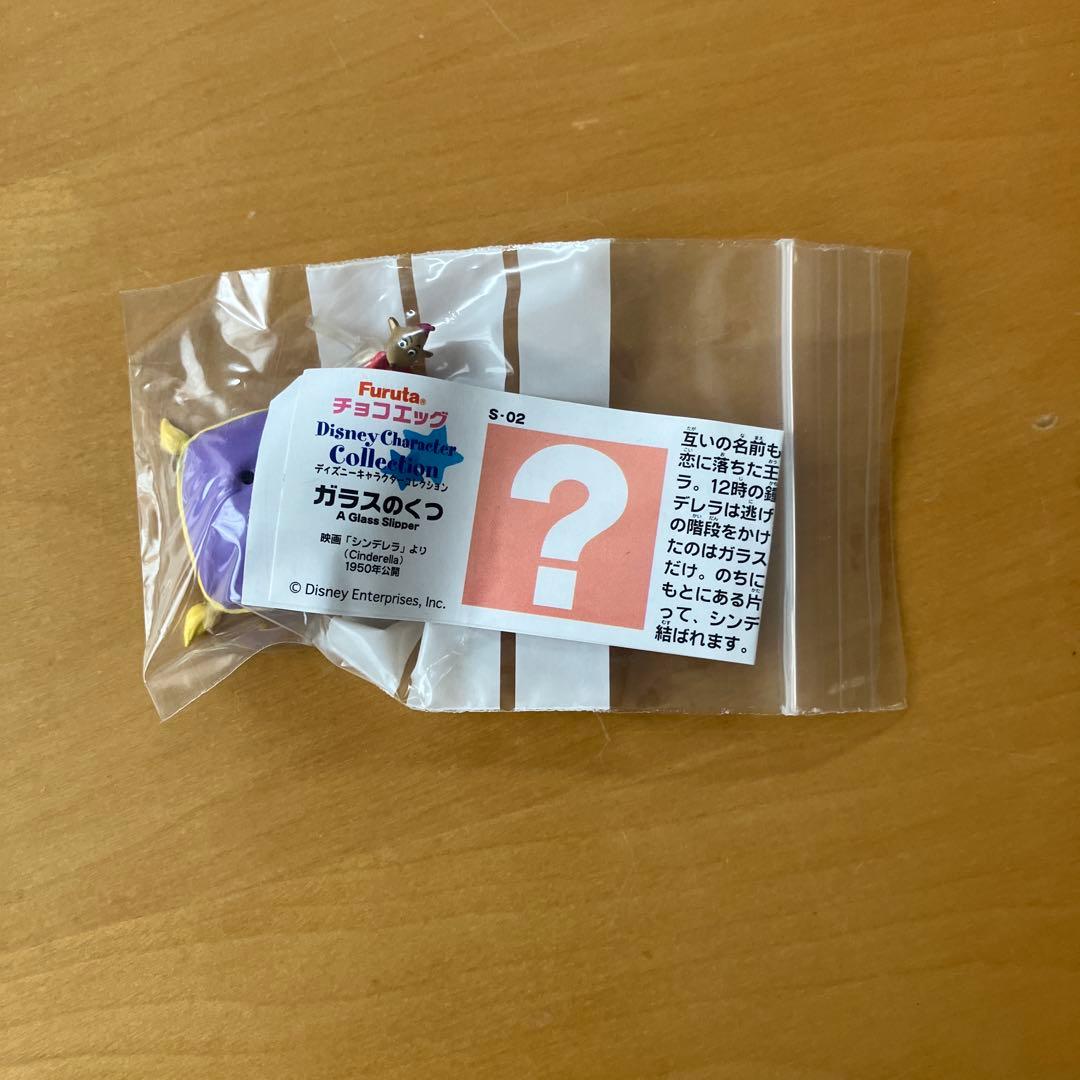 Furuta®
チョコエッグ
Disney Character
Collection
ディズニーキャラクターコレクション
ガラスのくつ
A Glass Slipper
映画「シンデレラ」より
(Cinderella)
1950年公開
© Disney Enterprises, Inc.
S-02
?
互いの名前も
恋に落ちた王
ラ。12時の鐘
デレラは逃げ
の階段をかけ
たのはガラス
だけ。のちに
もとにある片
って、シンデ
結ばれます。